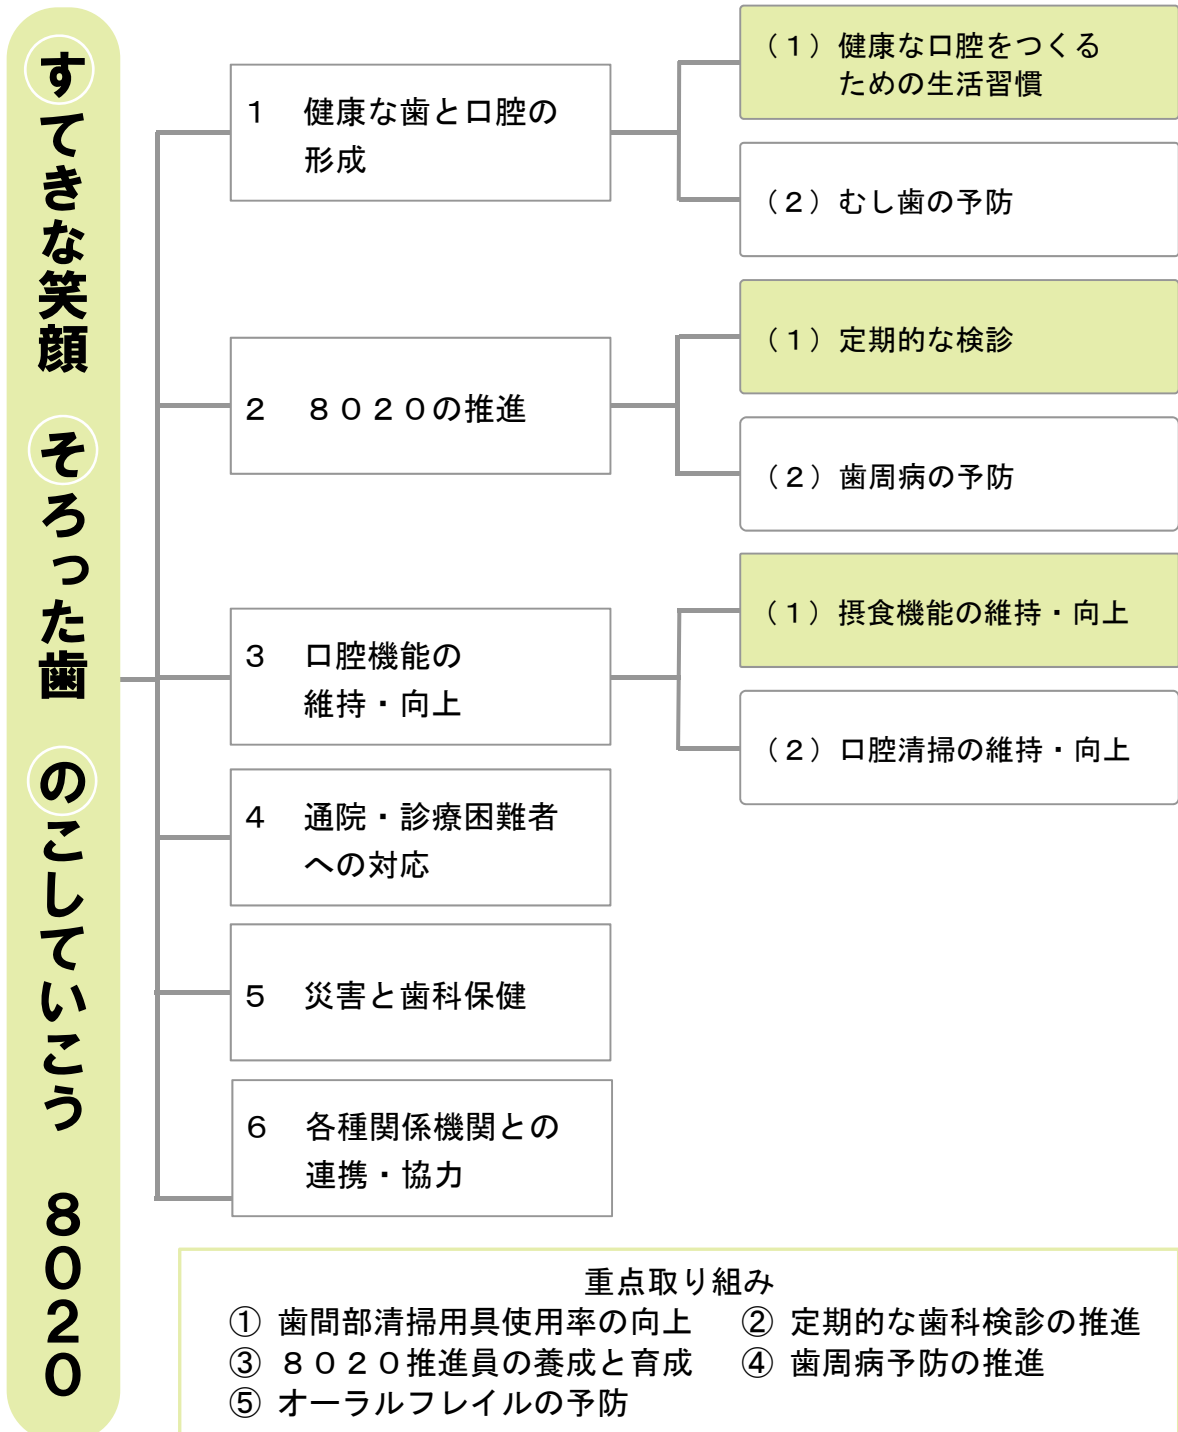 すてきな笑顔　そろった歯　のこしていこう　８０２０
１　健康な歯と口腔の
形成
（１）健康な口腔をつくる
ための生活習慣
（２）むし歯の予防
２　８０２０の推進
（１）定期的な検診
（２）歯周病の予防
３　口腔機能の
維持・向上
（１）摂食機能の維持・向上
（２）口腔清掃の維持・向上
４　通院・診療困難者
への対応
５　災害と歯科保健
６　各種関係機関との
連携・協力
重点取り組み
① 歯間部清掃用具使用率の向上　② 定期的な歯科検診の推進
③ ８０２０推進員の養成と育成　④ 歯周病予防の推進
⑤ オーラルフレイルの予防